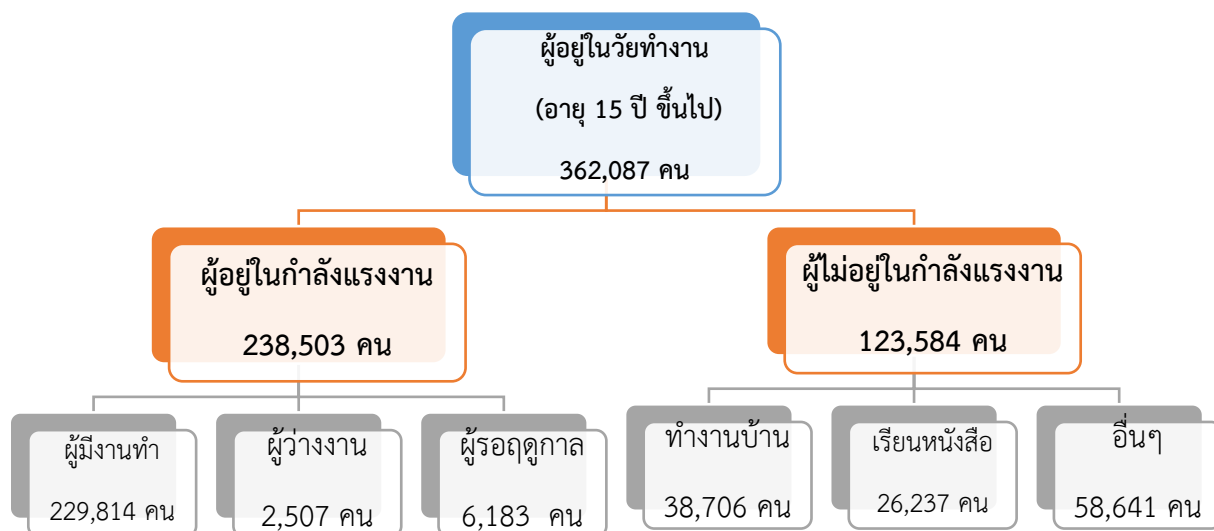 ผู้อยู่ในวัยทำงาน
(อายุ 15 ปี ขึ้นไป)
362,087 คน
ผู้อยู่ในกำลังแรงงาน
238,503 คน
ผู้ไม่อยู่ในกำลังแรงงาน
123,584 คน
ผู้มีงานทำ
229,814 คน
ผู้ว่างงาน
2,507 คน
ผู้รอฤดูกาล
6,183 คน
ทำงานบ้าน
38,706 คน
เรียนหนังสือ
26,237 คน
อื่นๆ
58,641 คน